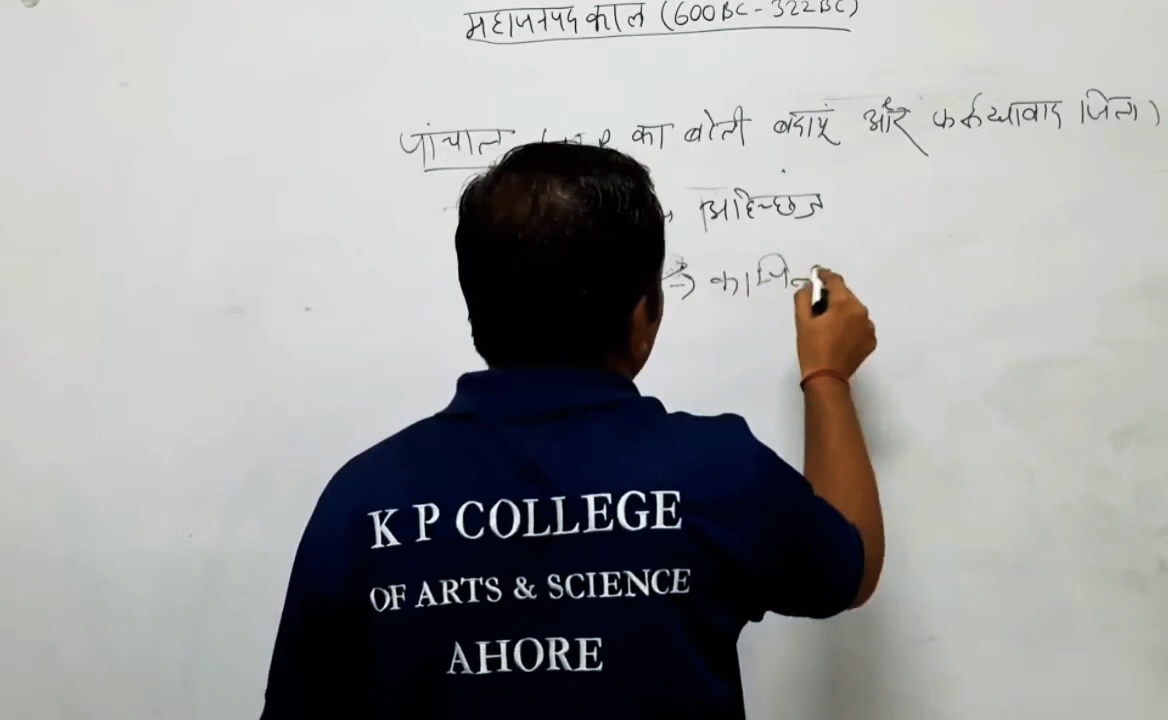 महाजनपद काल (600BC-322BC)
पांचाल का बरेली बदायूं और फर्रुखावाद जिला)
अहिच्छत्र
K P COLLEGE
OF ARTS & SCIENCE
AHORE